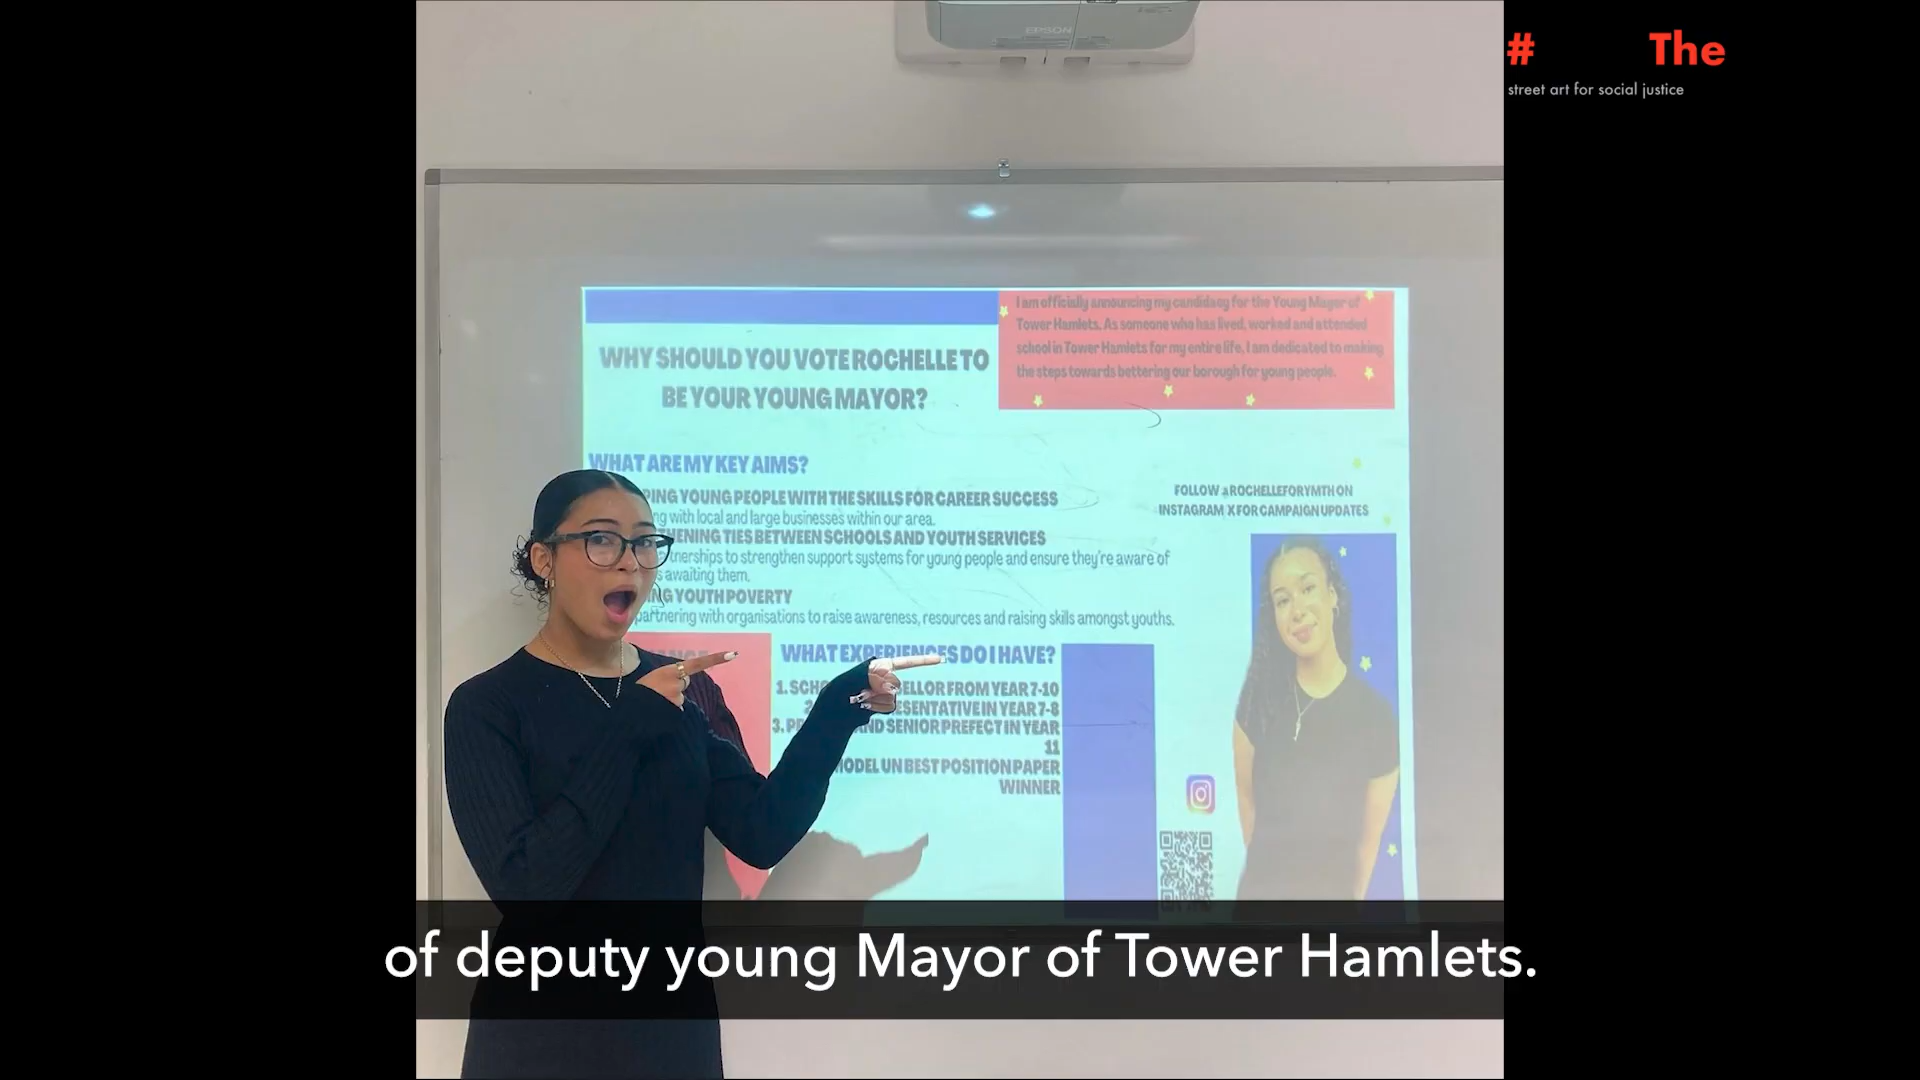 EPSON
# The
street art for social justice
I am officially announcing my candidacy for the Young Mayor of
Tower Hamlets. As someone who has lived, worked and attended
school in Tower Hamlets for my entire life, I am dedicated to making
the steps towards bettering our borough for young people.
WHY SHOULD YOU VOTE ROCHELLE TO
BE YOUR YOUNG MAYOR?
WHAT ARE MY KEY AIMS?
PING YOUNG PEOPLE WITH THE SKILLS FOR CAREER SUCCESS
ng with local and large businesses within our area.
THENING TIES BETWEEN SCHOOLS AND YOUTH SERVICES
artnerships to strengthen support systems for young people and ensure they're aware of
s awaiting them.
NG YOUTH POVERTY
partnering with organisations to raise awareness, resources and raising skills amongst youths.
FOLLOW @ROCHELLEFORYMTH ON
INSTAGRAM X FOR CAMPAIGN UPDATES
WHAT EXPERIENCES DO I HAVE?
1. SCH ELLOR FROM YEAR 7-10
2 ESENTATIVE IN YEAR 7-8
3. P AND SENIOR PREFECT IN YEAR
11
MODEL UN BEST POSITION PAPER
WINNER
of deputy young Mayor of Tower Hamlets.